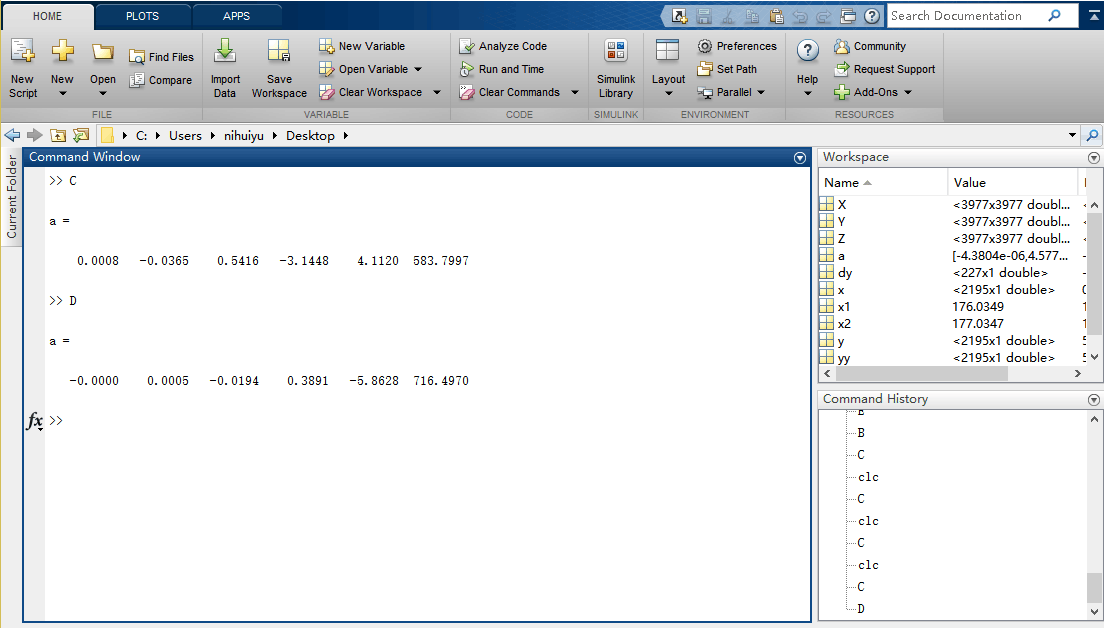 HOME PLOTS APPS Search Documentation
New Script New Open Find Files Compare
Import Data Save Workspace New Variable Open Variable Clear Workspace
Analyze Code Run and Time Clear Commands
Simulink Library Layout Preferences Set Path Parallel
Help Community Request Support Add-Ons
FILE VARIABLE CODE SIMULINK ENVIRONMENT RESOURCES
C: Users nihuiyu Desktop
Current Folder
Command Window
>> C
a =
0.0008 -0.0365 0.5416 -3.1448 4.1120 583.7997
>> D
a =
-0.0000 0.0005 -0.0194 0.3891 -5.8628 716.4970
fx >>
Workspace
Name Value
X <3977x3977 doubl...
Y <3977x3977 doubl...
Z <3977x3977 doubl...
a [-4.3804e-06,4.577...
dy <227x1 double>
x <2195x1 double>
x1 176.0349
x2 177.0347
y <2195x1 double>
yy <2195x1 double>
Command History
B
C
clc
C
clc
C
clc
C
D